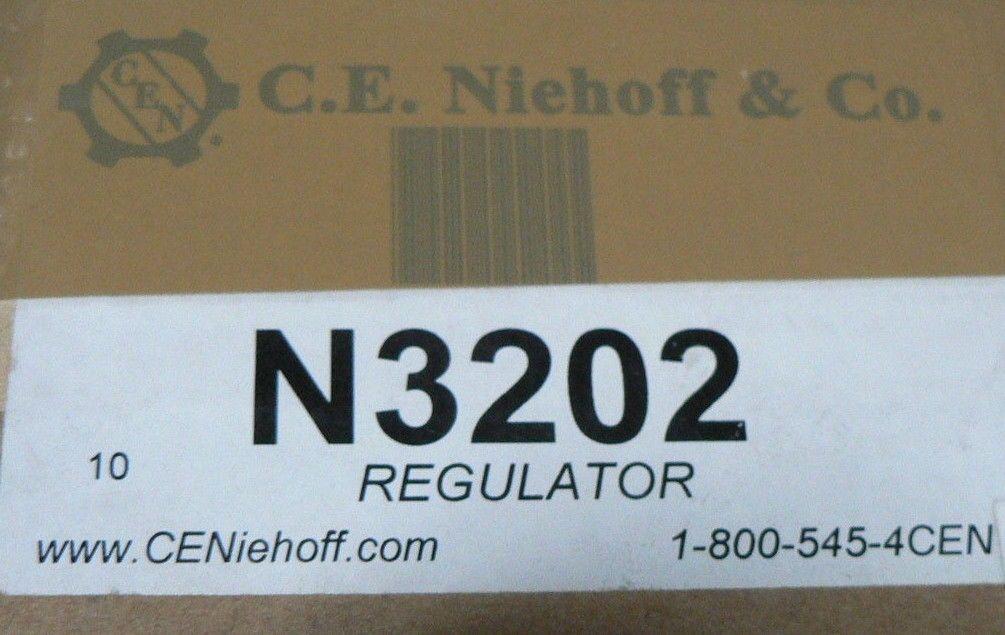 CEN
C.E. Niehoff & Co.
N3202
10
REGULATOR
www.CENiehoff.com 1-800-545-4CEN